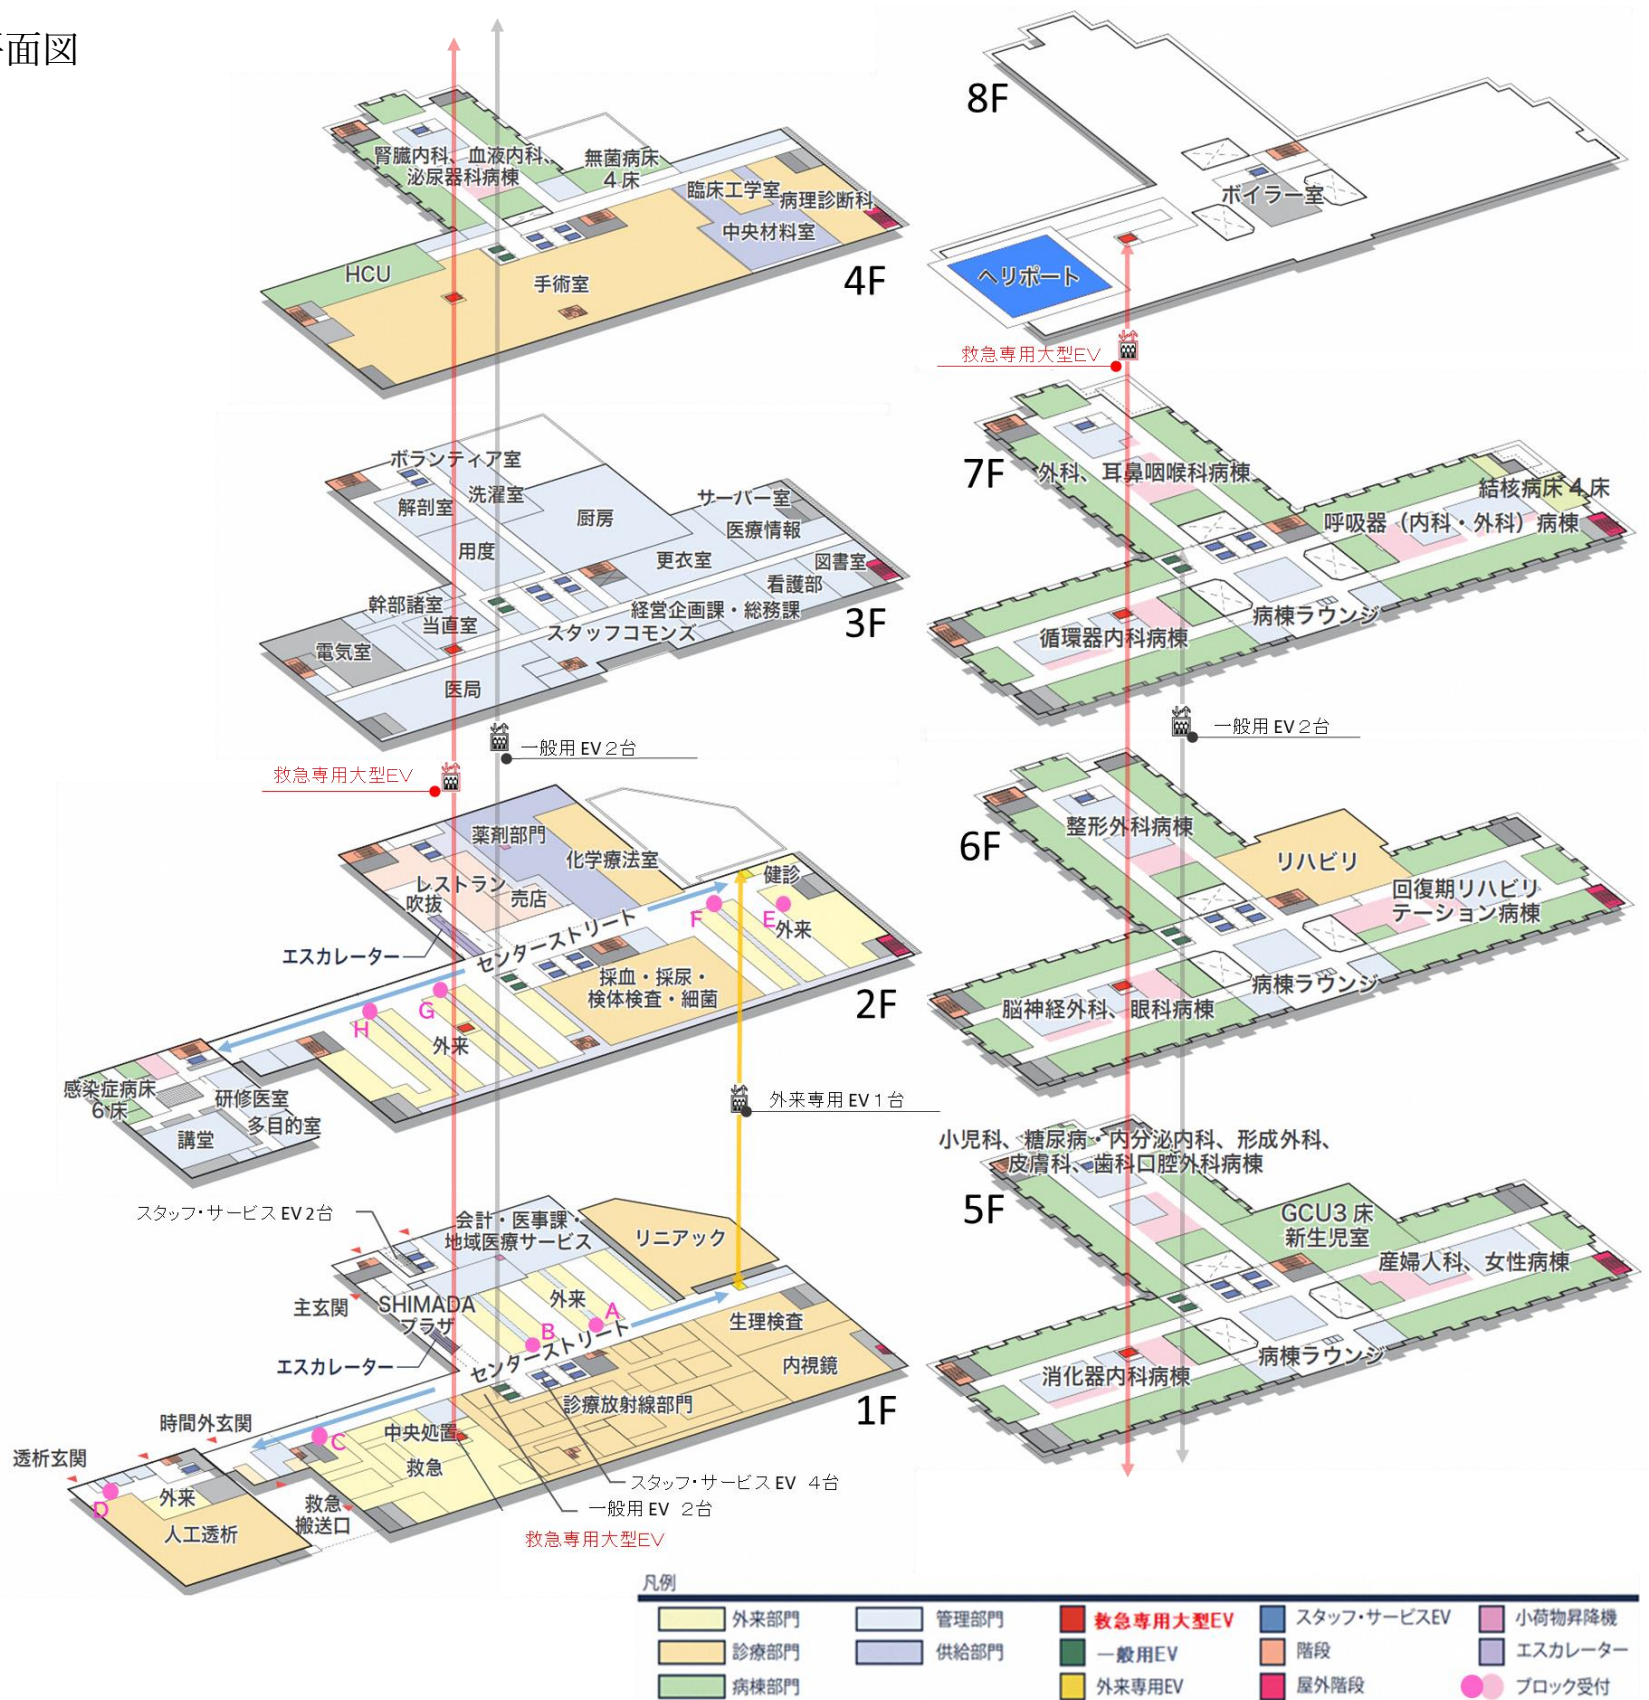 面図
8F
ボイラー室
ヘリポート
救急専用大型EV
腎臓内科、血液内科、
泌尿器科病棟
無菌病床
4床
臨床工学室
病理診断科
中央材料室
HCU
手術室
4F
7F
外科、耳鼻咽喉科病棟
結核病床4床
呼吸器（内科・外科）病棟
病棟ラウンジ
循環器内科病棟
一般用EV2台
ボランティア室
洗濯室
解剖室
厨房
用度
サーバー室
医療情報
更衣室
図書室
看護部
幹部諸室
当直室
経営企画課・総務課
スタッフコモンズ
電気室
医局
3F
一般用EV2台
救急専用大型EV
6F
整形外科病棟
リハビリ
回復期リハビリ
テーション病棟
病棟ラウンジ
脳神経外科、眼科病棟
薬剤部門
化学療法室
健診
レストラン
吹抜
売店
F
E
外来
センターストリート
エスカレーター
採血・採尿・
検体検査・細菌
G
H
外来
2F
感染症病床
6床
研修医室
多目的室
講堂
外来専用EV1台
5F
小児科、糖尿病・内分泌内科、形成外科、
皮膚科、歯科口腔外科病棟
GCU3床
新生児室
産婦人科、女性病棟
病棟ラウンジ
消化器内科病棟
スタッフ・サービスEV2台
会計・医事課・
地域医療サービス
リニアック
主玄関
SHIMADA
プラザ
外来
A
B
生理検査
センターストリート
エスカレーター
内視鏡
診療放射線部門
1F
時間外玄関
透析玄関
C
中央処置
救急
D
外来
救急
搬送口
人工透析
スタッフ・サービスEV 4台
一般用EV 2台
救急専用大型EV
凡例
外来部門
管理部門
救急専用大型EV
スタッフ・サービスEV
小荷物昇降機
診療部門
供給部門
一般用EV
階段
エスカレーター
病棟部門
外来専用EV
屋外階段
ブロック受付